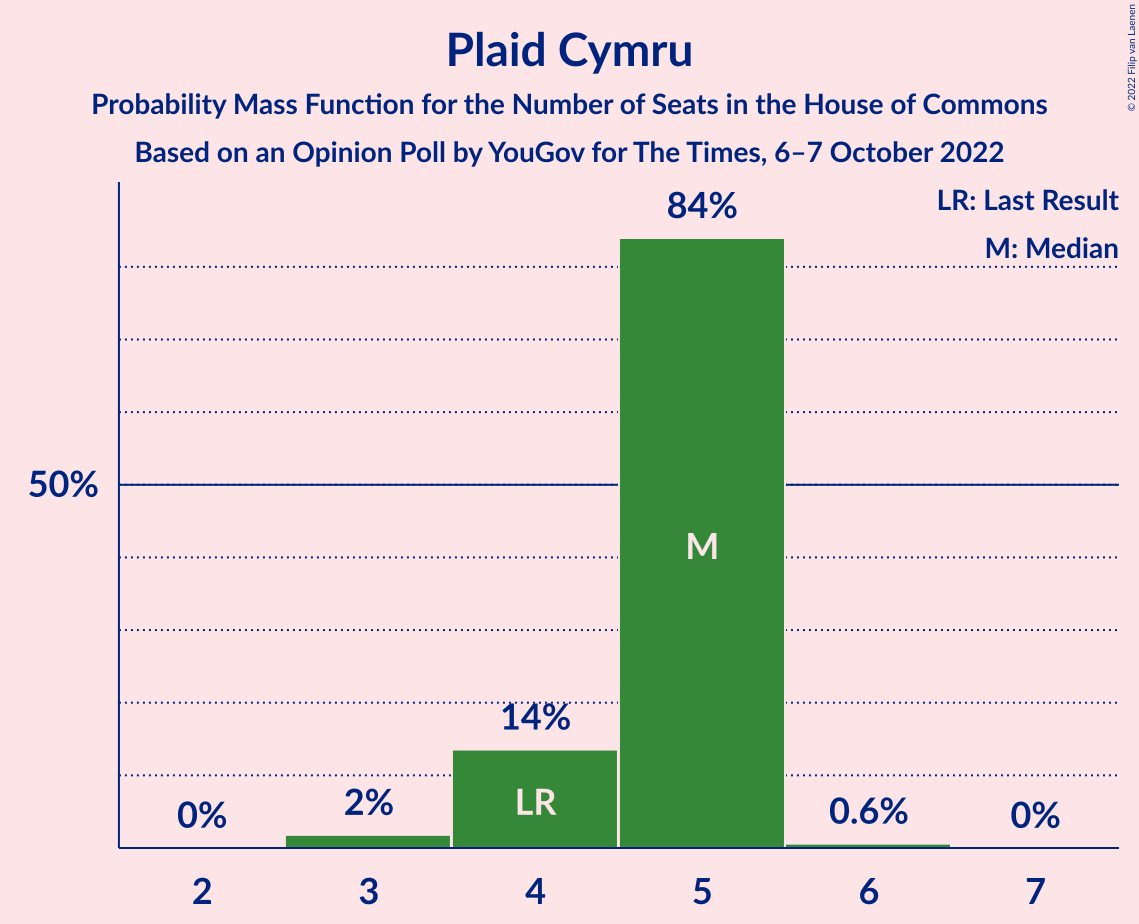 Plaid Cymru
Probability Mass Function for the Number of Seats in the House of Commons
Based on an Opinion Poll by YouGov for The Times, 6–7 October 2022
© 2022 Filip van Laenen
LR: Last Result
M: Median
84%
50%
M
14%
LR
0%
2%
0.6%
0%
2 3 4 5 6 7